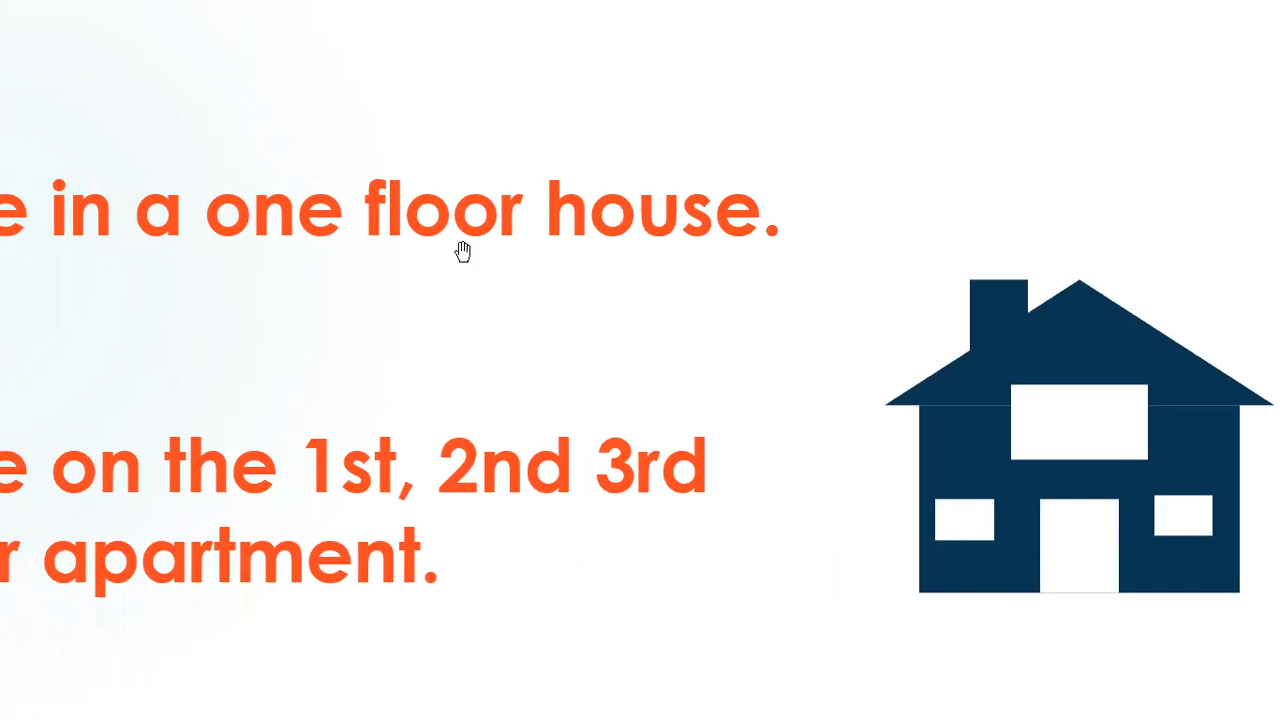 e in a one floor house.
e on the 1st, 2nd 3rd
r apartment.